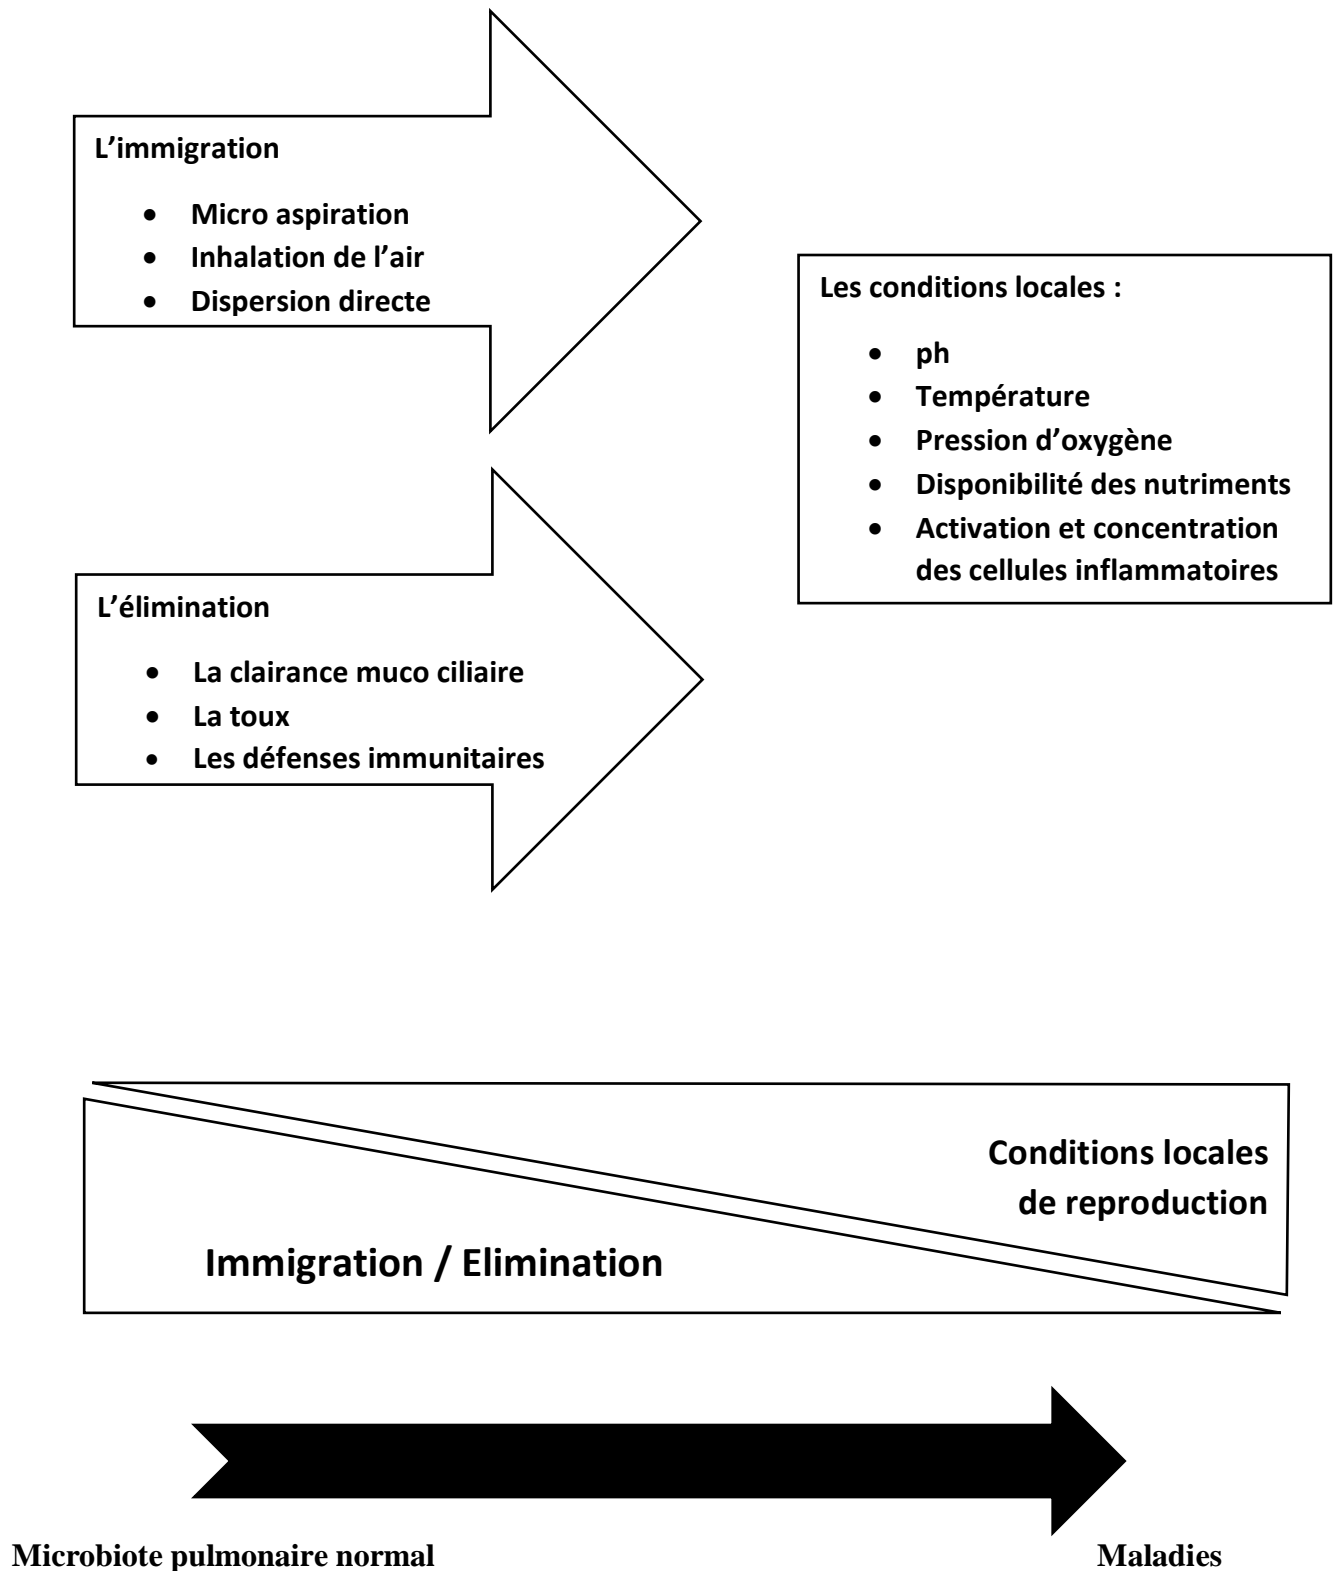 L’immigration
• Micro aspiration
• Inhalation de l’air
• Dispersion directe
Les conditions locales :
• ph
• Température
• Pression d’oxygène
• Disponibilité des nutriments
• Activation et concentration
des cellules inflammatoires
L’élimination
• La clairance muco ciliaire
• La toux
• Les défenses immunitaires
Conditions locales
de reproduction
Immigration / Elimination
Microbiote pulmonaire normal
Maladies